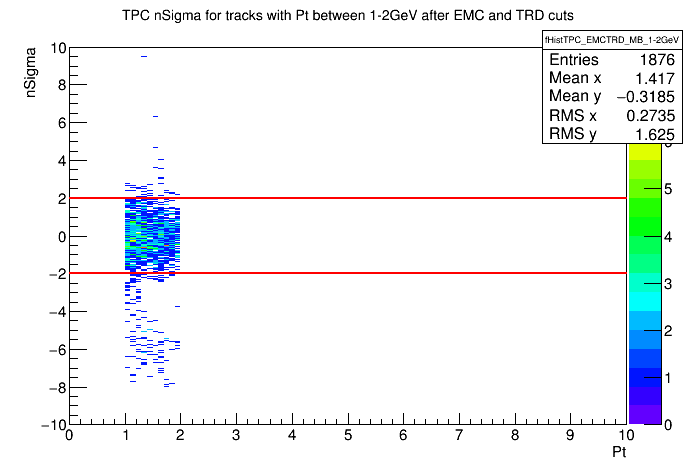 TPC nSigma for tracks with Pt between 1-2GeV after EMC and TRD cuts
fHistTPC_EMCTRD_MB_1-2GeV
Entries 1876
Mean x 1.417
Mean y −0.3185
RMS x 0.2735
RMS y 1.625
nSigma
10
8
6
4
2
0
−2
−4
−6
−8
−10
0 1 2 3 4 5 6 7 8 9 10
Pt
5
4
3
2
1
0